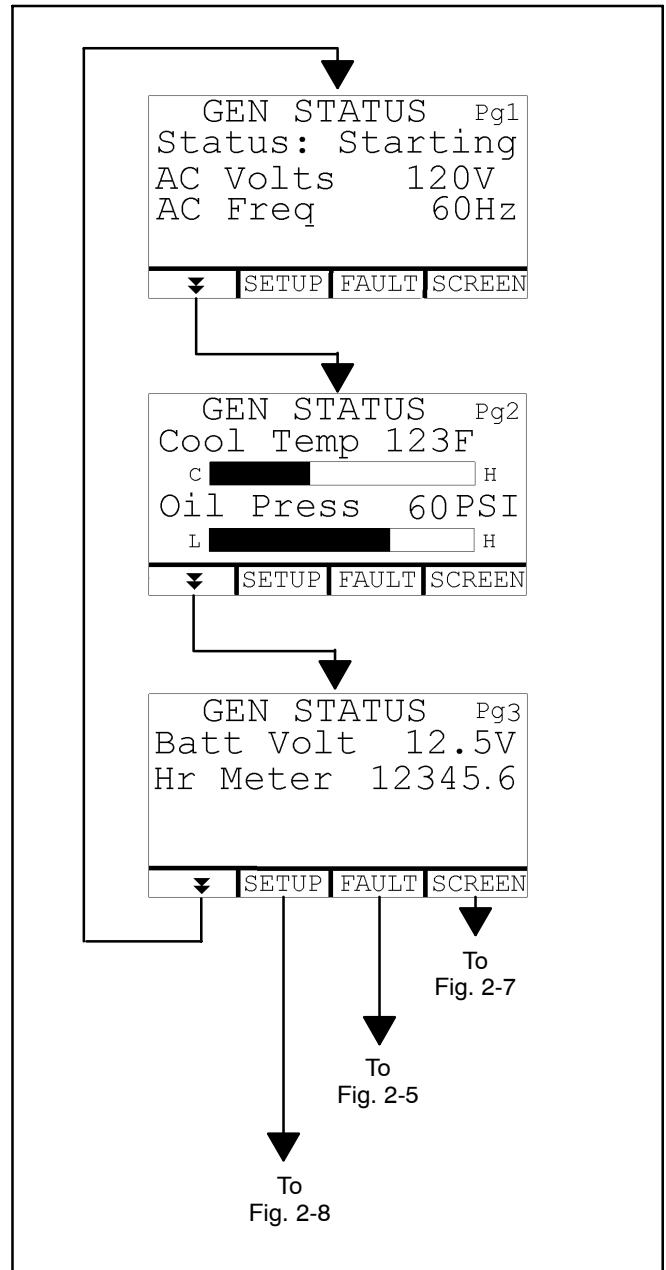 GEN STATUS Pg1
Status: Starting
AC Volts 120V
AC Freq 60Hz
SETUP FAULT SCREEN
GEN STATUS Pg2
Cool Temp 123F
C H
Oil Press 60PSI
L H
SETUP FAULT SCREEN
GEN STATUS Pg3
Batt Volt 12.5V
Hr Meter 12345.6
SETUP FAULT SCREEN
To
Fig. 2-7
To
Fig. 2-5
To
Fig. 2-8